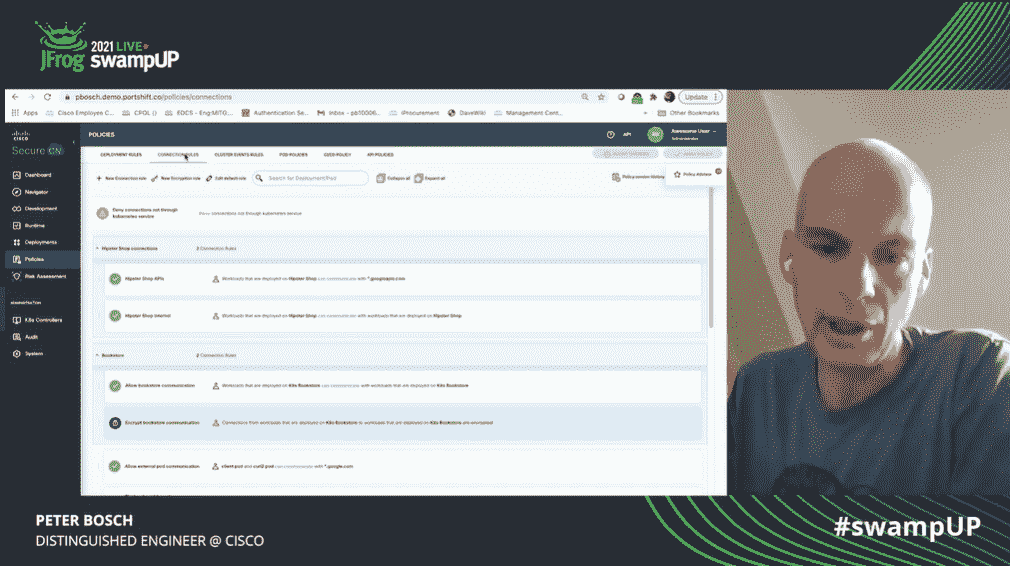 2021 LIVE
JFrog swampUP
pbosch.demo.portshift.co/policies/connections
Update
Apps
Cisco Employee C...
CFOL ()
EDCS - Eng:MITG...
Authentication Se...
Inbox - pb10006...
iProcurement
DaveWiki
Management Cent...
Other Bookmarks
cisco
Secure CN
POLICIES
API
Awesome User
Administrator
Dashboard
Navigator
Development
Runtime
Deployments
Policies
Risk Assessment
K8s Controllers
Audit
System
DEPLOYMENT RULES
CONNECTION RULES
CLUSTER EVENTS RULES
POD POLICIES
CI/CD POLICY
API POLICIES
New Connection rule
New Encryption rule
Edit default rule
Search for Deployment/Pod
Collapse all
Expand all
Policy version history
Policy Advisor
Deny connections not through
kubernetes service
Deny connections not through kubernetes service
Hipster Shop connections
2 Connection Rules
Hipster Shop APIs
Workloads that are deployed on Hipster Shop can communicate with *.googleapis.com
Hipster Shop Internal
Workloads that are deployed on Hipster Shop can communicate with workloads that are deployed on Hipster Shop
Bookstore
2 Connection Rules
Allow bookstore communication
Workloads that are deployed on K8s Bookstore can communicate with workloads that are deployed on K8s Bookstore
Encrypt bookstore communication
Connections from workloads that are deployed on K8s Bookstore to workloads that are deployed on K8s Bookstore are encrypted
Allow external pod communication
client pod and curl2 pod can communicate with *.google.com
PETER BOSCH
DISTINGUISHED ENGINEER @ CISCO
#swampUP